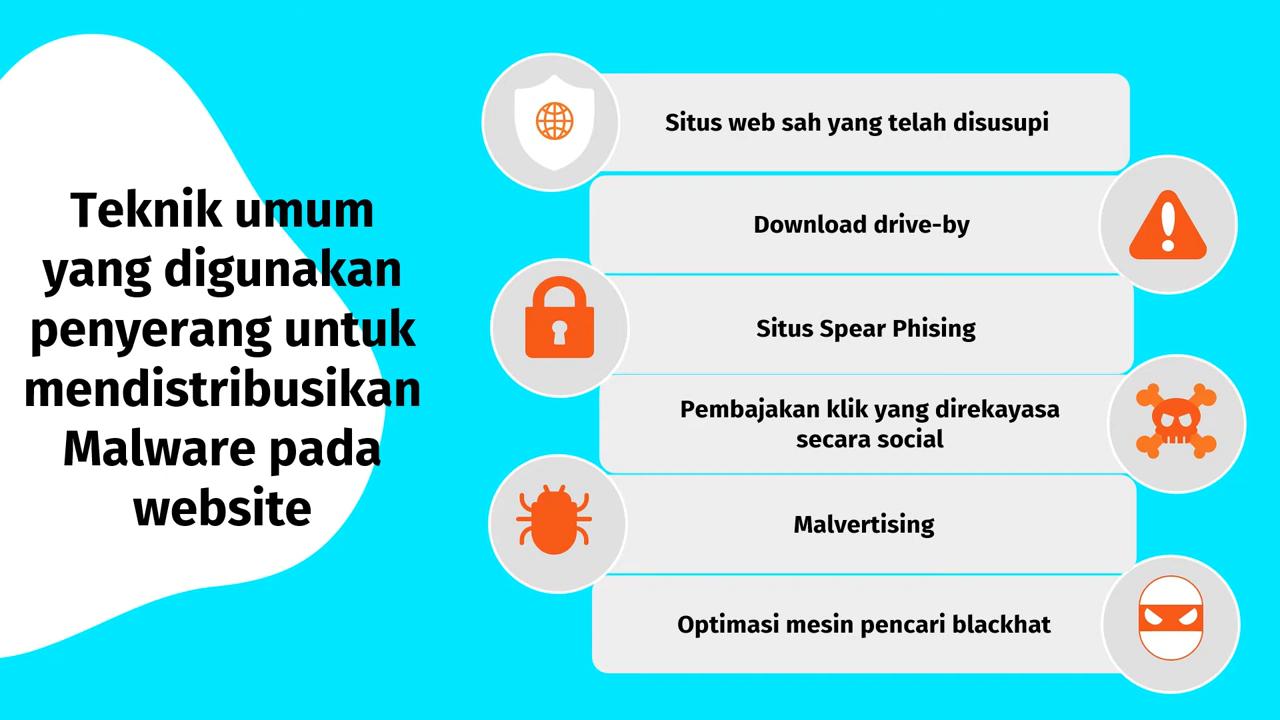 Teknik umum
yang digunakan
penyerang untuk
mendistribusikan
Malware pada
website
Situs web sah yang telah disusupi
Download drive-by
Situs Spear Phising
Pembajakan klik yang direkayasa
secara social
Malvertising
Optimasi mesin pencari blackhat